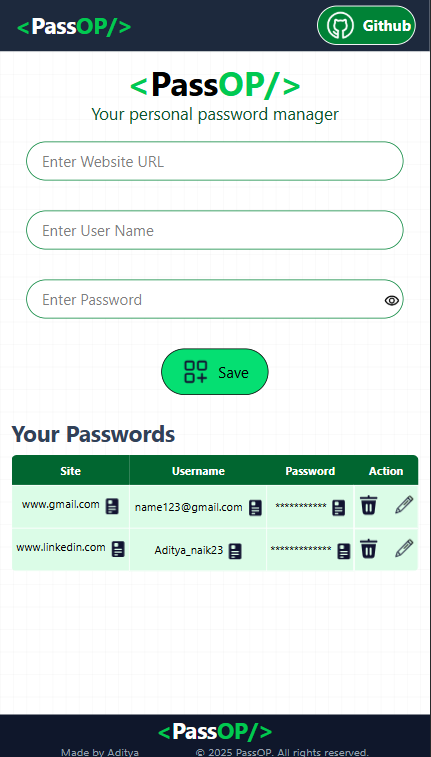 <PassOP/>
Github
<PassOP/>
Your personal password manager
Enter Website URL
Enter User Name
Enter Password
Save
Your Passwords
Site Username Password Action
www.gmail.com name123@gmail.com ***********
www.linkedin.com Aditya_naik23 *************
<PassOP/>
Made by Aditya © 2025 PassOP. All rights reserved.